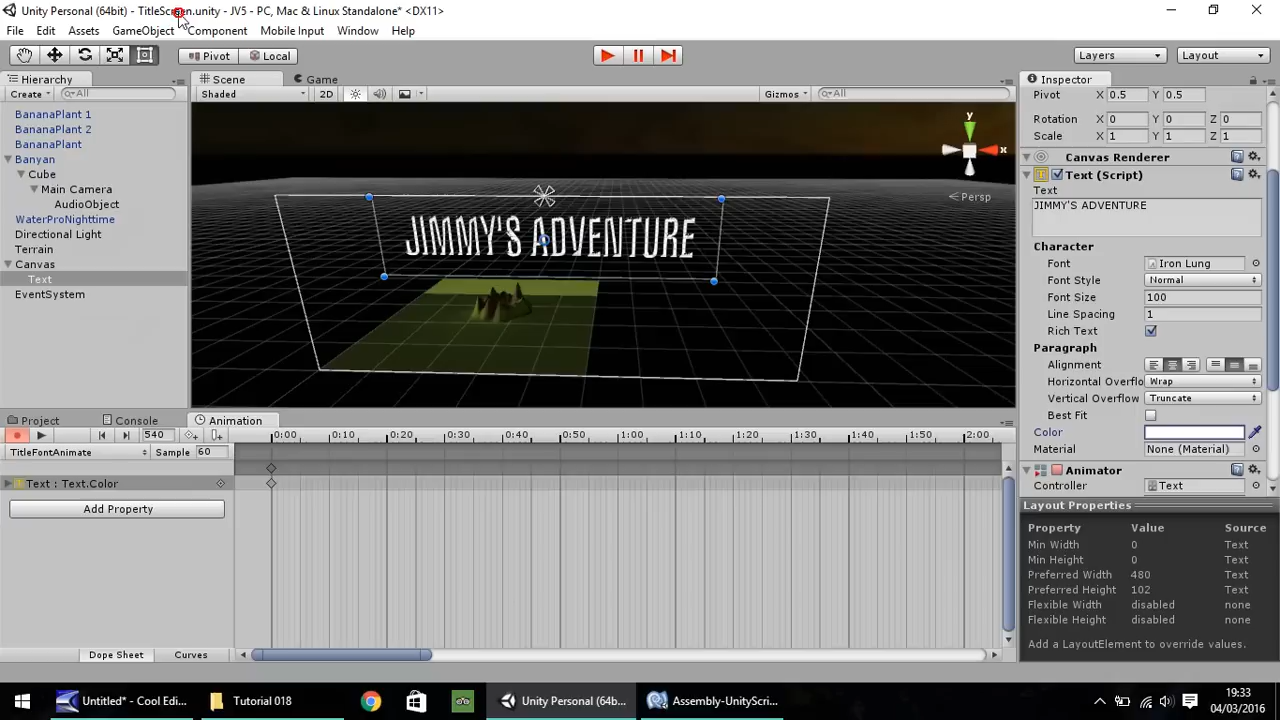 Unity Personal (64bit) - TitleScreen.unity - JV5 - PC, Mac & Linux Standalone* <DX11>
File Edit Assets GameObject Component Mobile Input Window Help
Pivot Local Layers Layout
Hierarchy Scene Game Inspector
Create All Shaded 2D Gizmos All
Pivot X 0.5 Y 0.5
Rotation X 0 Y 0 Z 0
Scale X 1 Y 1 Z 1
BananaPlant 1
BananaPlant 2
BananaPlant
Banyan
Cube
Main Camera
AudioObject
WaterProNighttime
Directional Light
Terrain
Canvas
Text
EventSystem
y
x
Persp
JIMMY'S ADVENTURE
Canvas Renderer
Text (Script)
Text
JIMMY'S ADVENTURE
Character
Font Iron Lung
Font Style Normal
Font Size 100
Line Spacing 1
Rich Text
Paragraph
Alignment
Horizontal Overflo Wrap
Vertical Overflow Truncate
Best Fit
Color
Material None (Material)
Animator
Controller Text
Project Console Animation
540 0:00 0:10 0:20 0:30 0:40 0:50 1:00 1:10 1:20 1:30 1:40 1:50 2:00
TitleFontAnimate Sample 60
Text : Text.Color
Add Property
Dope Sheet Curves
Layout Properties
Property Value Source
Min Width 0 Text
Min Height 0 Text
Preferred Width 480 Text
Preferred Height 102 Text
Flexible Width disabled none
Flexible Height disabled none
Add a LayoutElement to override values.
Untitled* - Cool Edi... Tutorial 018 Unity Personal (64b... Assembly-UnityScri...
19:33
04/03/2016